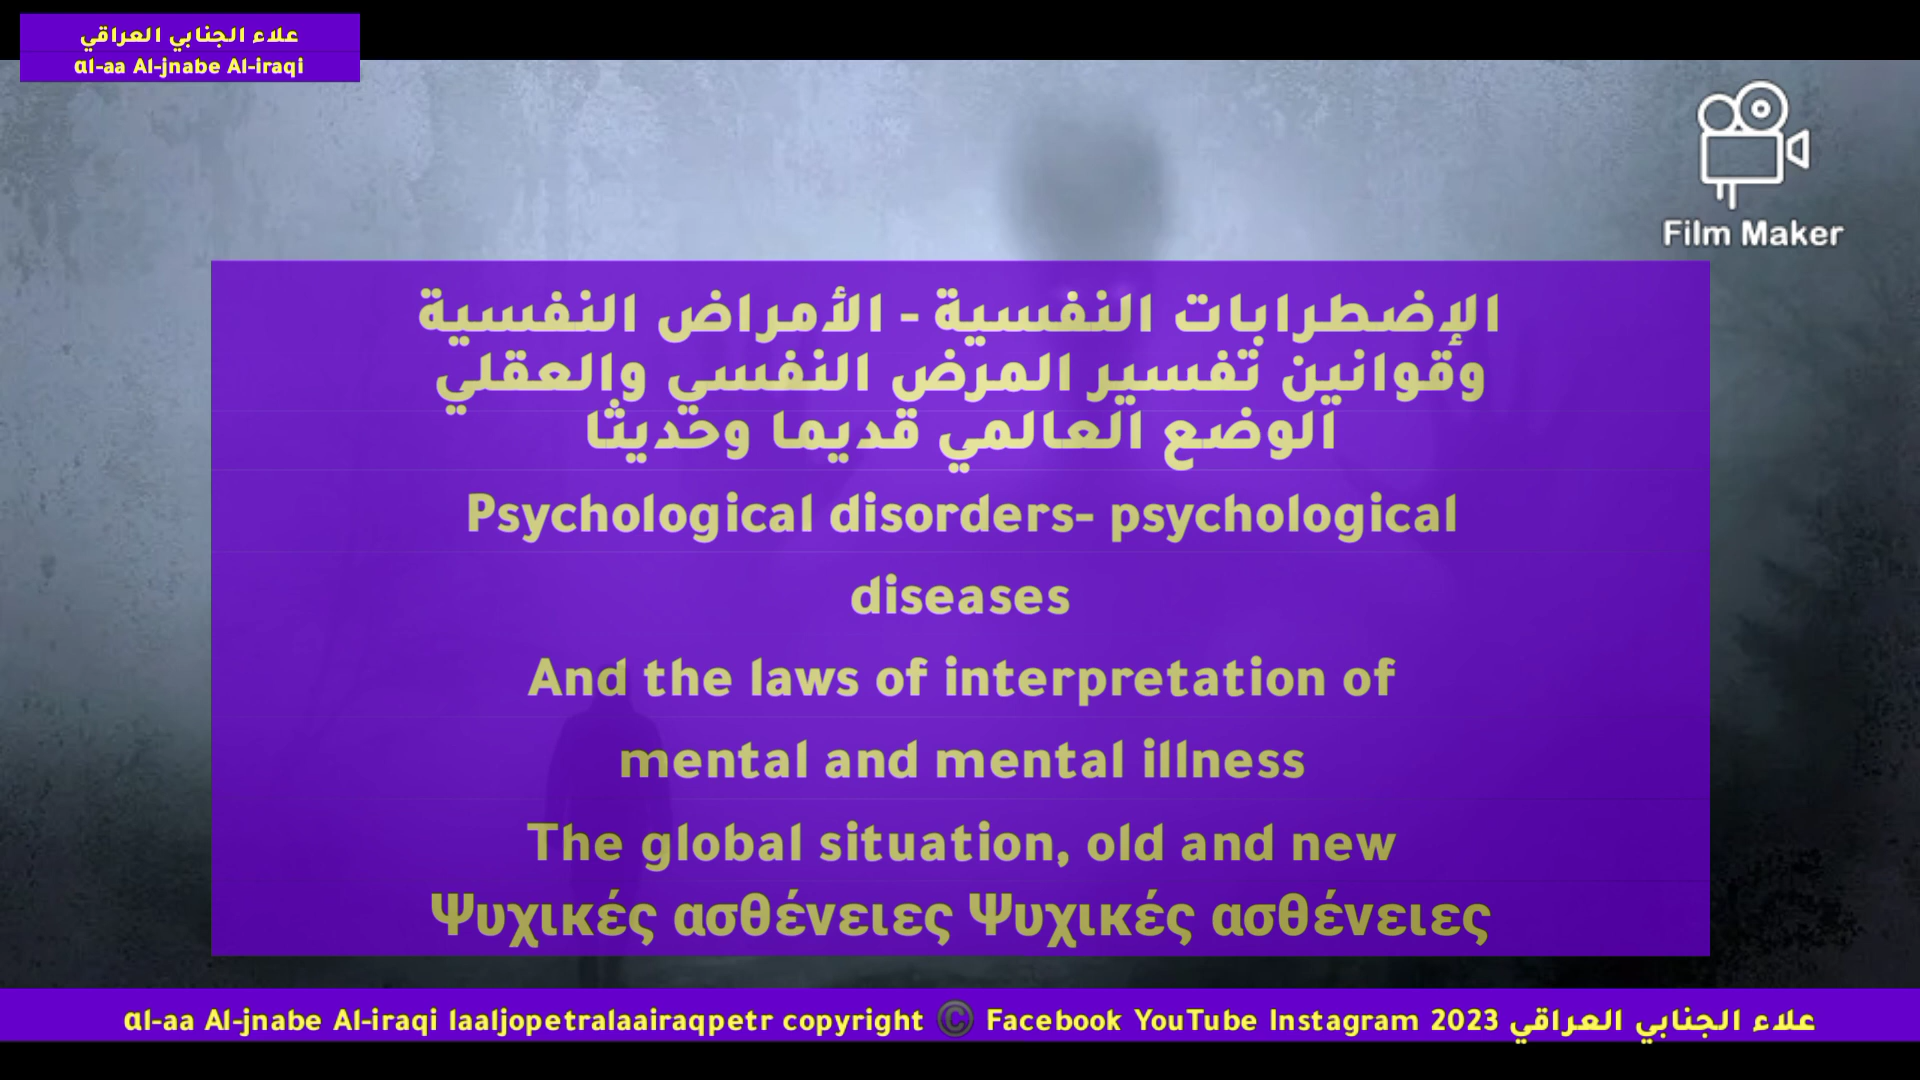 علاء الجنابي العراقي
αl-aa Al-jnabe Al-iraqi
Film Maker
الإضطرابات النفسية - الأمراض النفسية
وقوانين تفسير المرض النفسي والعقلي
الوضع العالمي قديما وحديثا
Psychological disorders- psychological
diseases
And the laws of interpretation of
mental and mental illness
The global situation, old and new
Ψυχικές ασθένειες Ψυχικές ασθένειες
αl-aa Al-jnabe Al-iraqi laaljopetralaairaqpetr copyright © Facebook YouTube Instagram 2023 علاء الجنابي العراقي